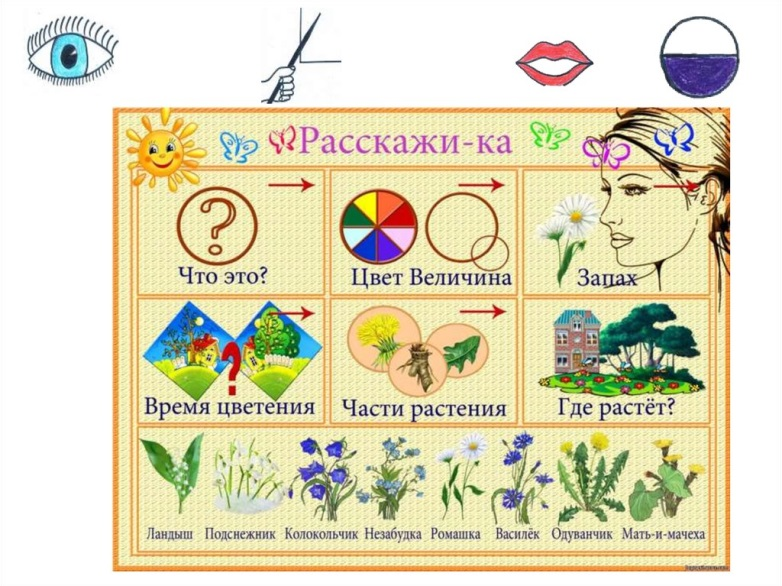 Расскажи-ка
Что это?
Цвет Величина
Запах
Время цветения
Части растения
Где растёт?
Ландыш Подснежник Колокольчик Незабудка Ромашка Василёк Одуванчик Мать-и-мачеха